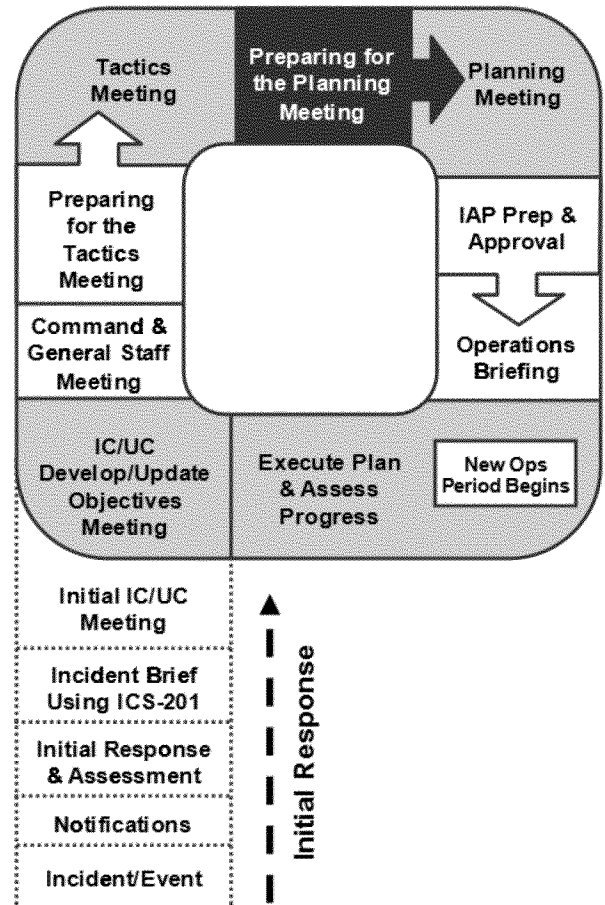 Tactics
Meeting
Preparing for
the Planning
Meeting
Planning
Meeting
Preparing
for the
Tactics
Meeting
IAP Prep &
Approval
Command &
General Staff
Meeting
Operations
Briefing
IC/UC
Develop/Update
Objectives
Meeting
Execute Plan
& Assess
Progress
New Ops
Period Begins
Initial IC/UC
Meeting
Incident Brief
Using ICS-201
Initial Response
& Assessment
Notifications
Incident/Event
Initial Response